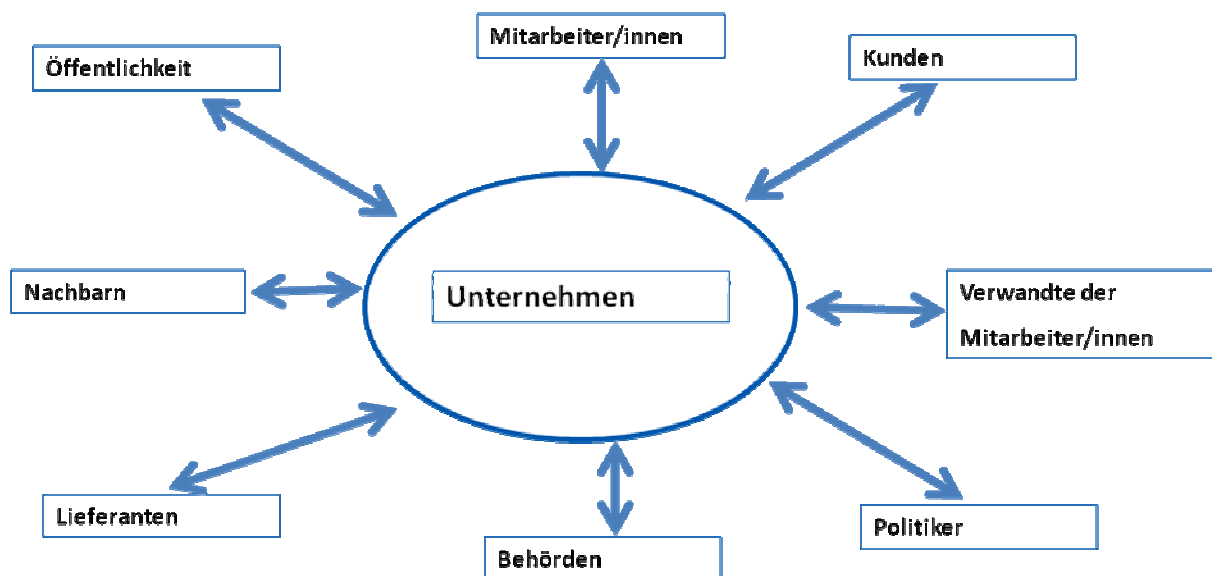 Mitarbeiter/innen
Öffentlichkeit
Kunden
Nachbarn
Unternehmen
Verwandte der
Mitarbeiter/innen
Lieferanten
Behörden
Politiker